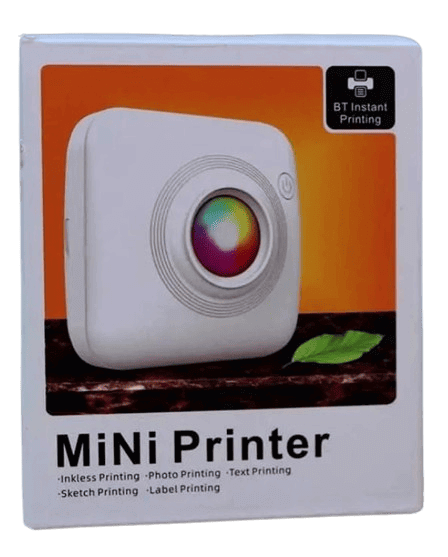 BT Instant
Printing
MiNi Printer
·Inkless Printing ·Photo Printing ·Text Printing
·Sketch Printing ·Label Printing